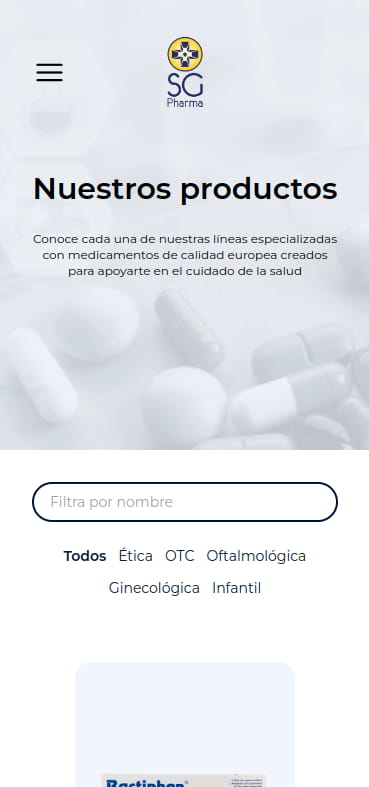 SG
Pharma
Nuestros productos
Conoce cada una de nuestras líneas especializadas
con medicamentos de calidad europea creados
para apoyarte en el cuidado de la salud
Filtra por nombre
Todos Ética OTC Oftalmológica
Ginecológica Infantil